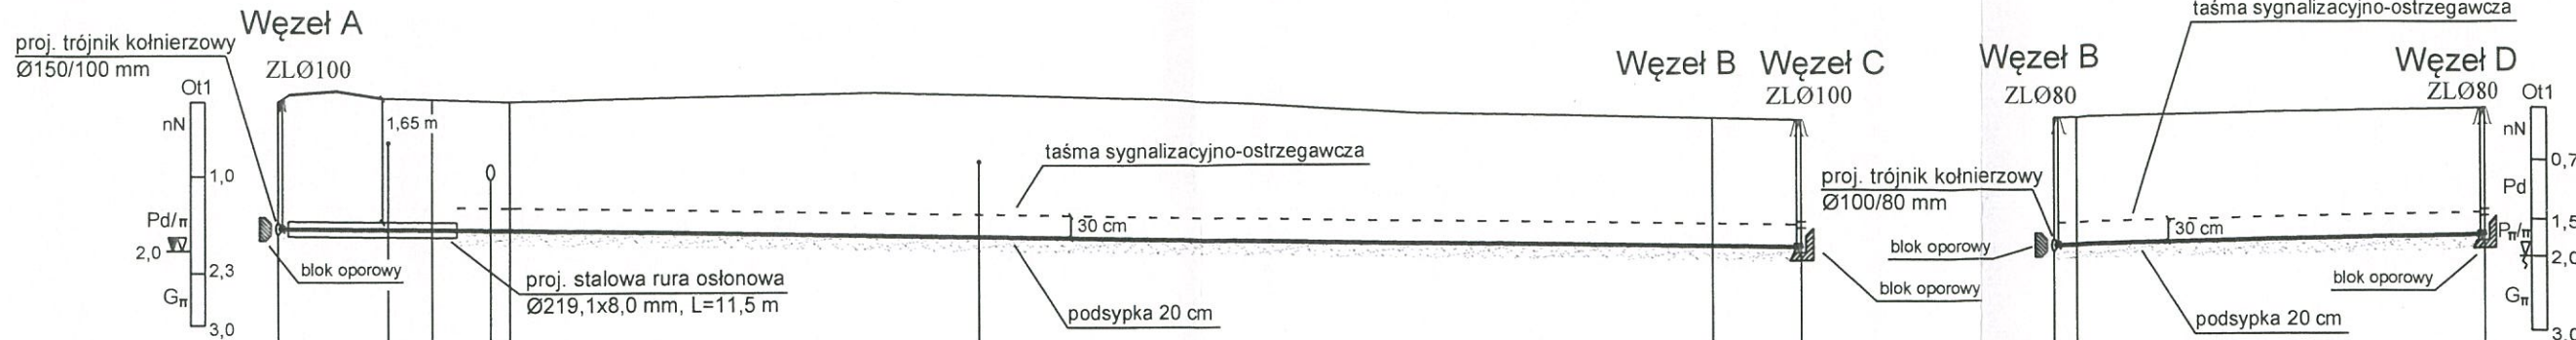 Węzeł A
proj. trójnik kołnierzowy
Ø150/100 mm
ZLØ100
Ot1
nN
1,0
Pd/π
2,0
2,3
Gπ
3,0
1,65 m
blok oporowy
proj. stalowa rura osłonowa
Ø219,1x8,0 mm, L=11,5 m
taśma sygnalizacyjno-ostrzegawcza
30 cm
podsypka 20 cm
Węzeł B
Węzeł C
ZLØ100
blok oporowy
taśma sygnalizacyjno-ostrzegawcza
Węzeł B
ZLØ80
proj. trójnik kołnierzowy
Ø100/80 mm
blok oporowy
30 cm
podsypka 20 cm
Węzeł D
ZLØ80
blok oporowy
Ot1
nN
0,7
Pd
1,5
Pπ/π
2,0
Gπ
3,0